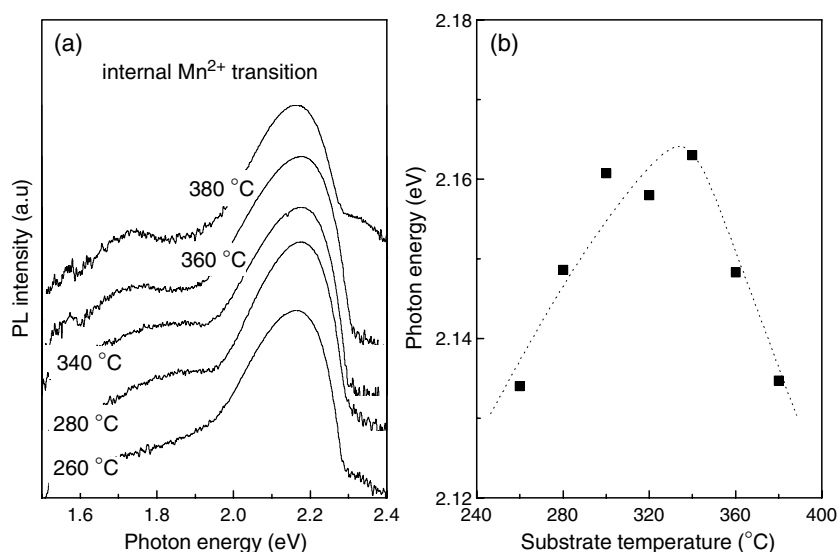 (a)
internal Mn²⁺ transition
380 °C
360 °C
340 °C
280 °C
260 °C
PL intensity (a.u)
1.6 1.8 2.0 2.2 2.4
Photon energy (eV)
(b)
2.18
2.16
2.14
2.12
Photon energy (eV)
240 280 320 360 400
Substrate temperature (°C)